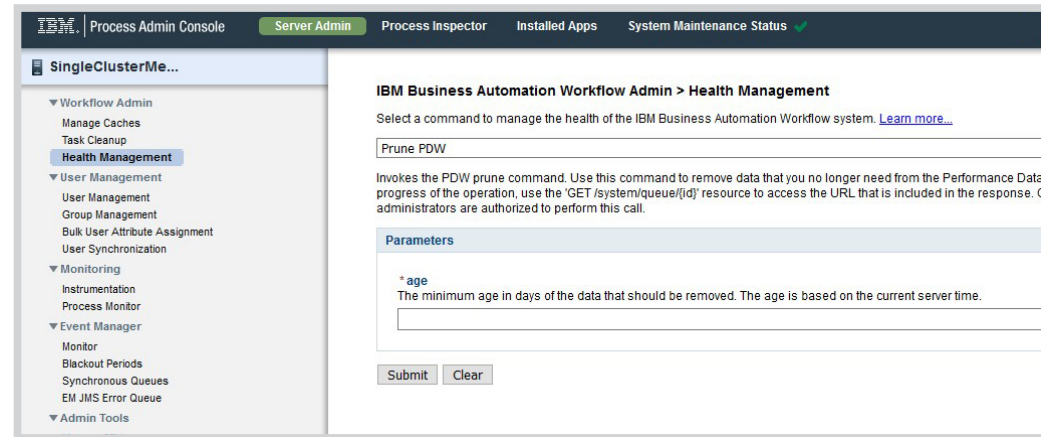 IBM. Process Admin Console Server Admin Process Inspector Installed Apps System Maintenance Status
SingleClusterMe...
Workflow Admin
Manage Caches
Task Cleanup
Health Management
User Management
User Management
Group Management
Bulk User Attribute Assignment
User Synchronization
Monitoring
Instrumentation
Process Monitor
Event Manager
Monitor
Blackout Periods
Synchronous Queues
EM JMS Error Queue
Admin Tools
IBM Business Automation Workflow Admin > Health Management
Select a command to manage the health of the IBM Business Automation Workflow system. Learn more...
Prune PDW
Invokes the PDW prune command. Use this command to remove data that you no longer need from the Performance Data
progress of the operation, use the 'GET /system/queue/{id}' resource to access the URL that is included in the response.
administrators are authorized to perform this call.
Parameters
* age
The minimum age in days of the data that should be removed. The age is based on the current server time.
Submit Clear